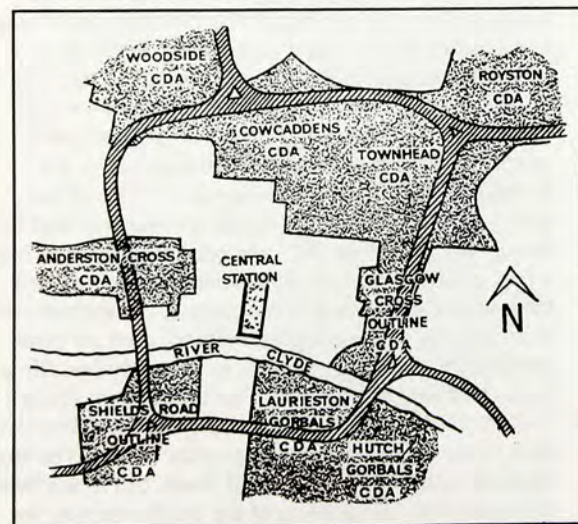 WOODSIDE
CDA
ROYSTON
CDA
COWCADDENS
CDA
TOWNHEAD
CDA
ANDERSTON CROSS
CDA
CENTRAL
STATION
GLASGOW
CROSS
OUTLINE
CDA
N
RIVER CLYDE
SHIELDS ROAD
OUTLINE
CDA
LAURIESTON
GORBALS
CDA
HUTCH
GORBALS
CDA